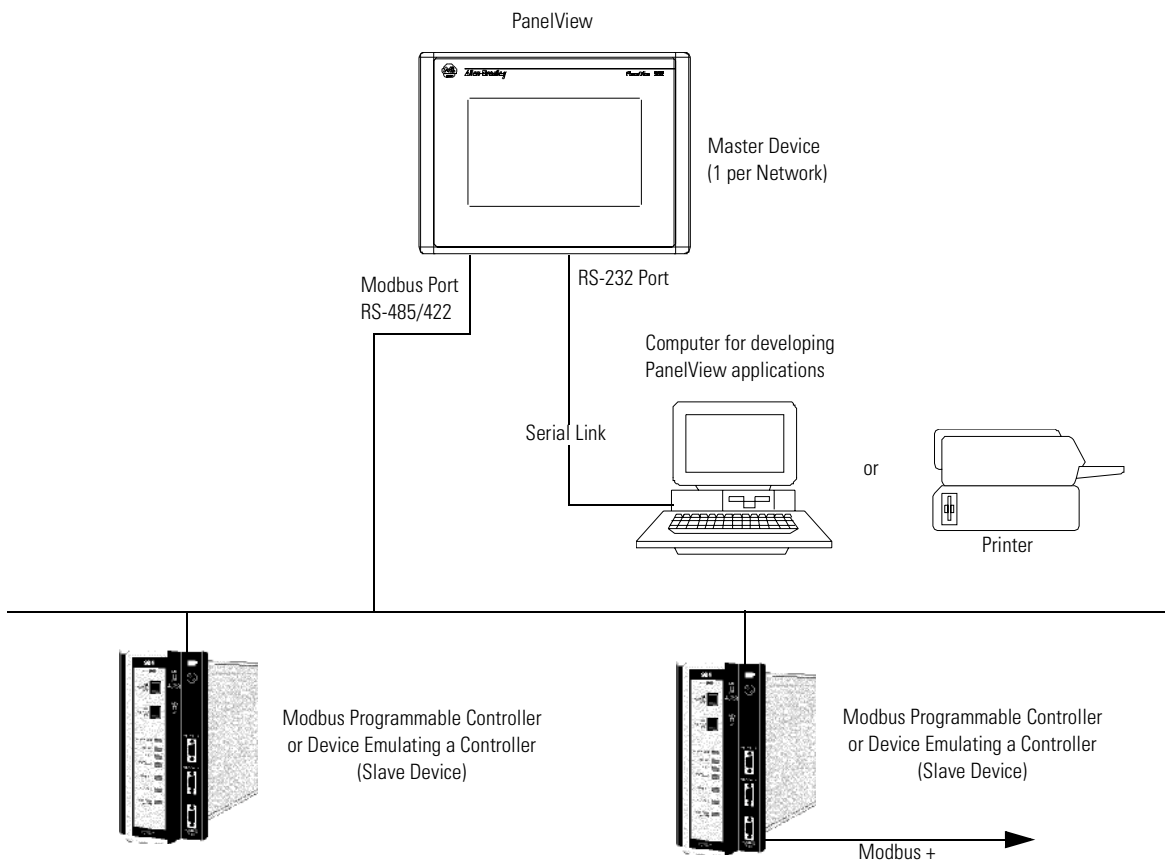 PanelView
Allen-Bradley
Master Device
(1 per Network)
Modbus Port
RS-485/422
RS-232 Port
Computer for developing
PanelView applications
Serial Link
or
Printer
Modbus Programmable Controller
or Device Emulating a Controller
(Slave Device)
Modbus Programmable Controller
or Device Emulating a Controller
(Slave Device)
Modbus +